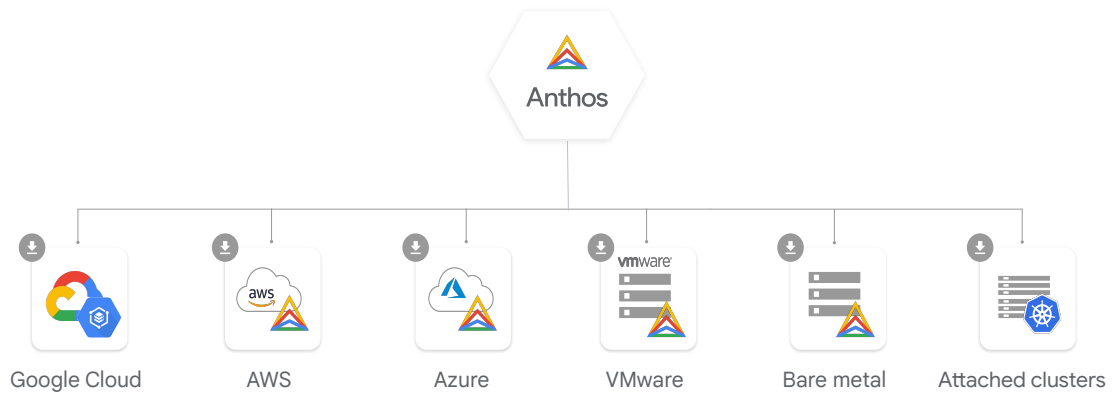 Anthos
aws
vmware
Google Cloud
AWS
Azure
VMware
Bare metal
Attached clusters